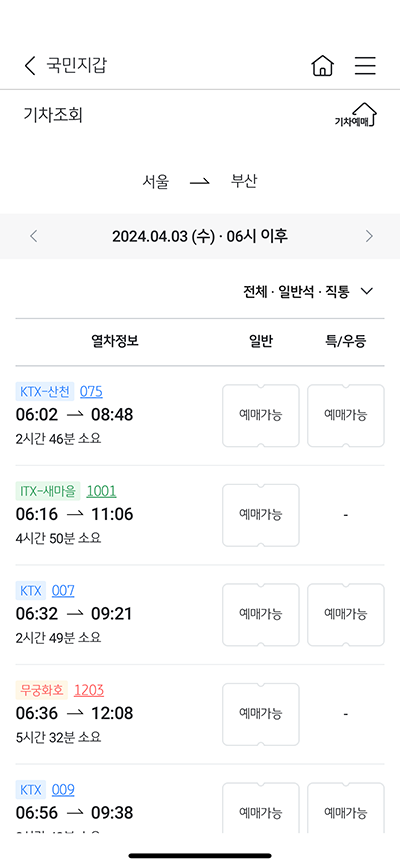 국민지갑
기차조회
기차예매
서울 → 부산
2024.04.03 (수) · 06시 이후
전체 · 일반석 · 직통
열차정보 일반 특/우등
KTX-산천 075
06:02 → 08:48 예매가능 예매가능
2시간 46분 소요
ITX-새마을 1001
06:16 → 11:06 예매가능 -
4시간 50분 소요
KTX 007
06:32 → 09:21 예매가능 예매가능
2시간 49분 소요
무궁화호 1203
06:36 → 12:08 예매가능 -
5시간 32분 소요
KTX 009
06:56 → 09:38 예매가능 예매가능